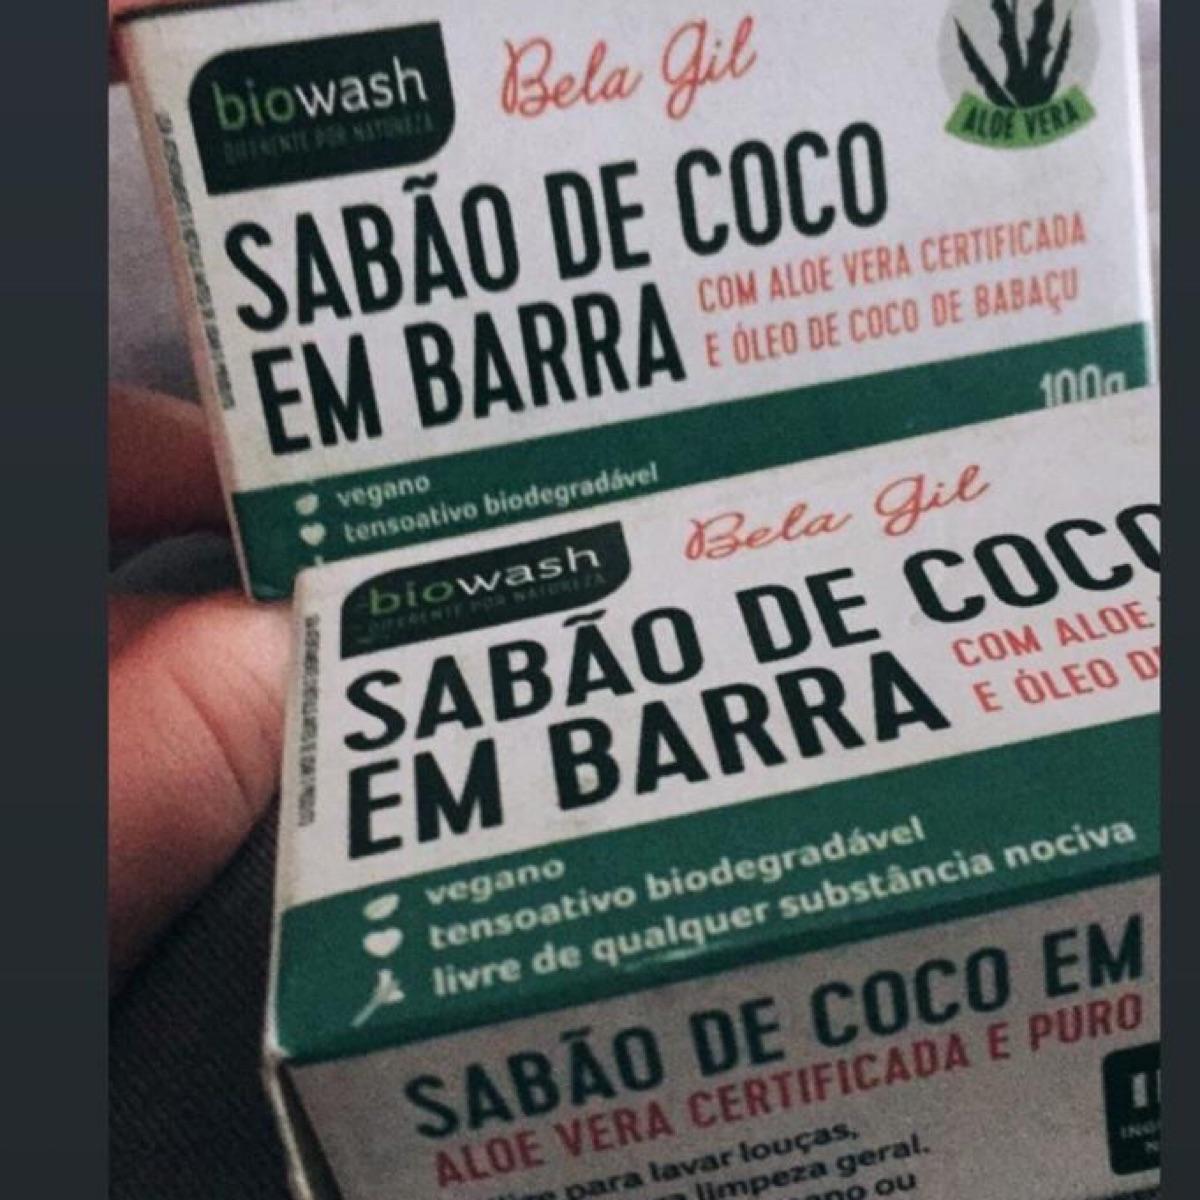 biowash
DIFERENTE POR NATUREZA
Bela Gil
ALOE VERA
SABÃO DE COCO
EM BARRA
COM ALOE VERA CERTIFICADA
E ÓLEO DE COCO DE BABAÇU
100g
vegano
tensoativo biodegradável
biowash
DIFERENTE POR NATUREZA
Bela Gil
SABÃO DE COCO
EM BARRA
COM ALOE
E ÓLEO
vegano
tensoativo biodegradável
livre de qualquer substância nociva
SABÃO DE COCO EM
ALOE VERA CERTIFICADA E PURO
para lavar louças,
limpeza geral.
ou